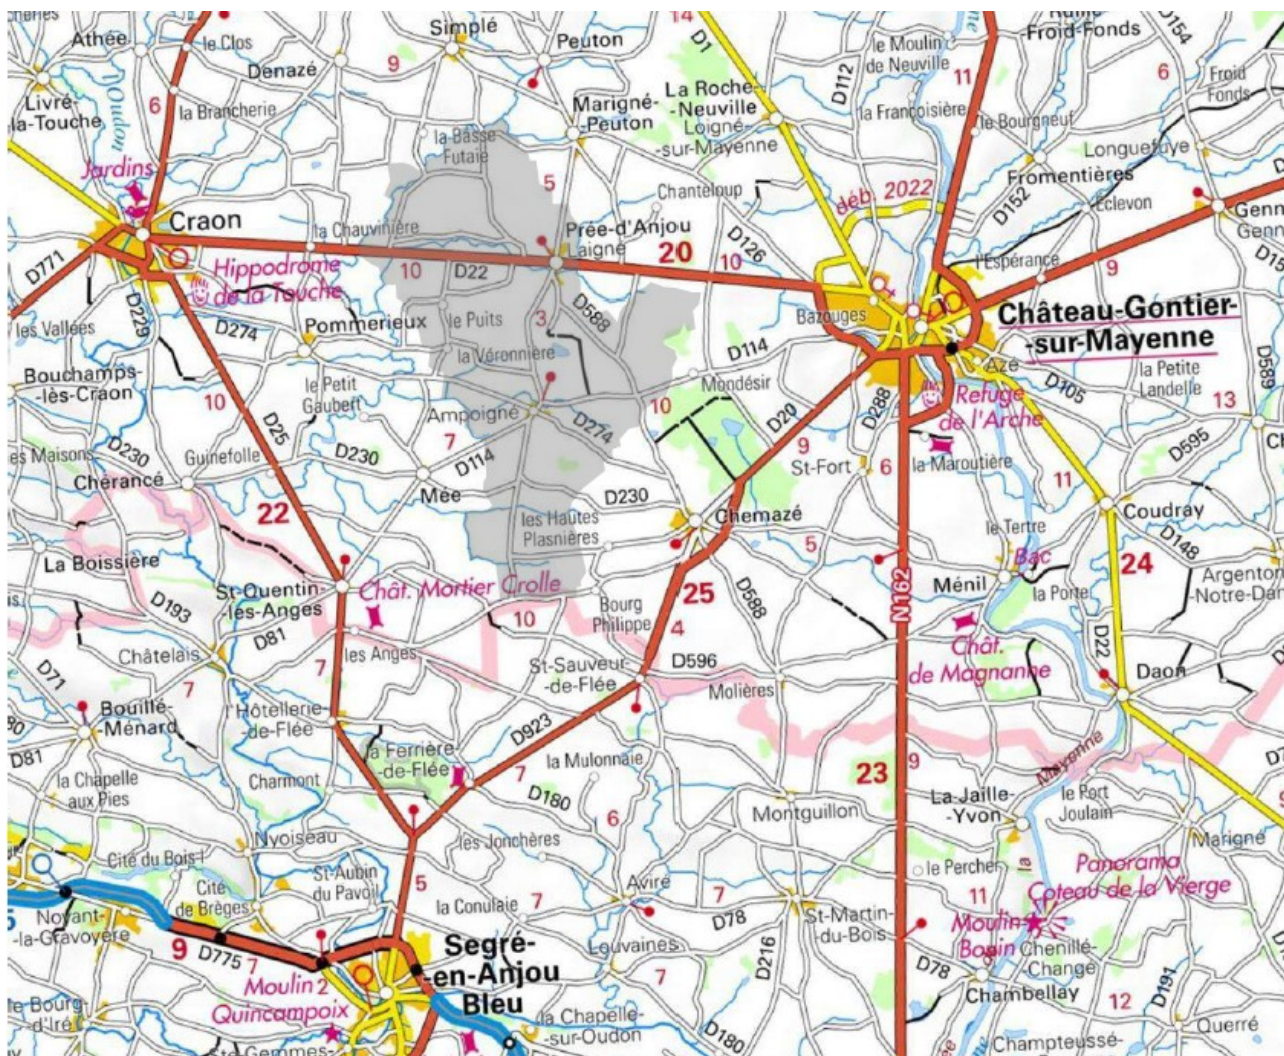 Athée
le Clos
Simplé
Peuton
14
D1
le Moulin
de Neuville
Froid-Fonds
D154
Denazé
9
D112
11
6
Froid
Fonds
Livré-
-la-Touche
l'Oudon
6
la Brancherie
Marigné-
-Peuton
La Roche-
-Neuville
Loigné-
-sur-Mayenne
la Françoisière
le Bourgneuf
Longuefuye
la Basse
Futaie
Jardins
5
Chanteloup
déb. 2022
D152
Fromentières
Éclevon
Craon
la Chauvinière
Prée-d'Anjou
Laigné
20
D126
10
l'Espérance
9
D771
Hippodrome
de la Touche
10
D22
D588
Bazouges
Château-Gontier-
-sur-Mayenne
les Vallées
D229
D274
Pommerieux
le Puits
3
la Véronnière
D114
Mondésir
Azé
D105
la Petite
Landelle
D589
Bouchamps-
-lès-Craon
le Petit
Gaubert
10
D25
Ampoigné
10
D274
D20
D288
Refuge
de l'Arche
13
D230
Guinefolle
D230
7
D114
9
St-Fort
6
la Maroutière
D595
Chérancé
Mée
D230
11
22
les Hautes
Plasnières
Chemazé
5
le Tertre
Coudray
D148
La Boissière
Bac
24
Châ​t. Mortier Crolle
St-Quentin-
-les-Anges
D193
D81
25
D588
N162
Ménil
la Porte
Argenton-
10
Bourg
Philippe
4
Chât.
de Magnanne
D22
Châtelais
7
les Anges
St-Sauveur-
-de-Flée
D596
Molières
Daon
D71
7
Bouillé-
-Ménard
l'Hôtellerie-
-de-Flée
D923
D81
la Ferrière-
-de-Flée
la Mulonnaie
7
23
9
Mayenne
la Chapelle
aux Pies
Charmont
D180
6
Montguillon
La Jaille-
-Yvon
le Port
Joulain
Marigné
Nyoiseau
les Jonchères
Cité du Bois I
St-Aubin
du Pavoil
5
Aviré
7
le Percher
la
11
Panorama
Coteau de la Vierge
Cité
de Brèges
la Conulaie
7
D78
St-Martin-
-du-Bois
Moulin
Bouin
Chenillé-
-Change
Noyant-
-la-Gravoyère
9
D775
7
Segré-
-en-Anjou
Bleu
Louvaines
7
D216
D78
Chambellay
Moulin 2
Quincampoix
12
D191
la Chapelle-
-sur-Oudon
D180
Querré
Champteussé-